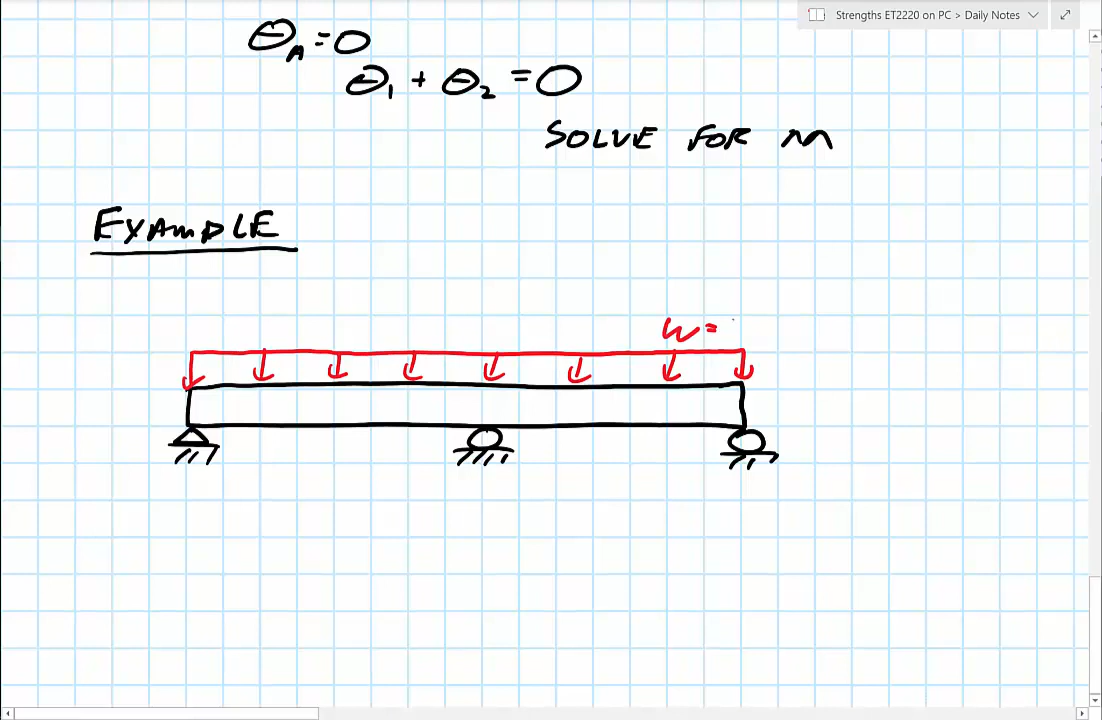 Strengths ET2220 on PC > Daily Notes
θA = 0
θ1 + θ2 = 0
SOLVE FOR M
EXAMPLE
W =